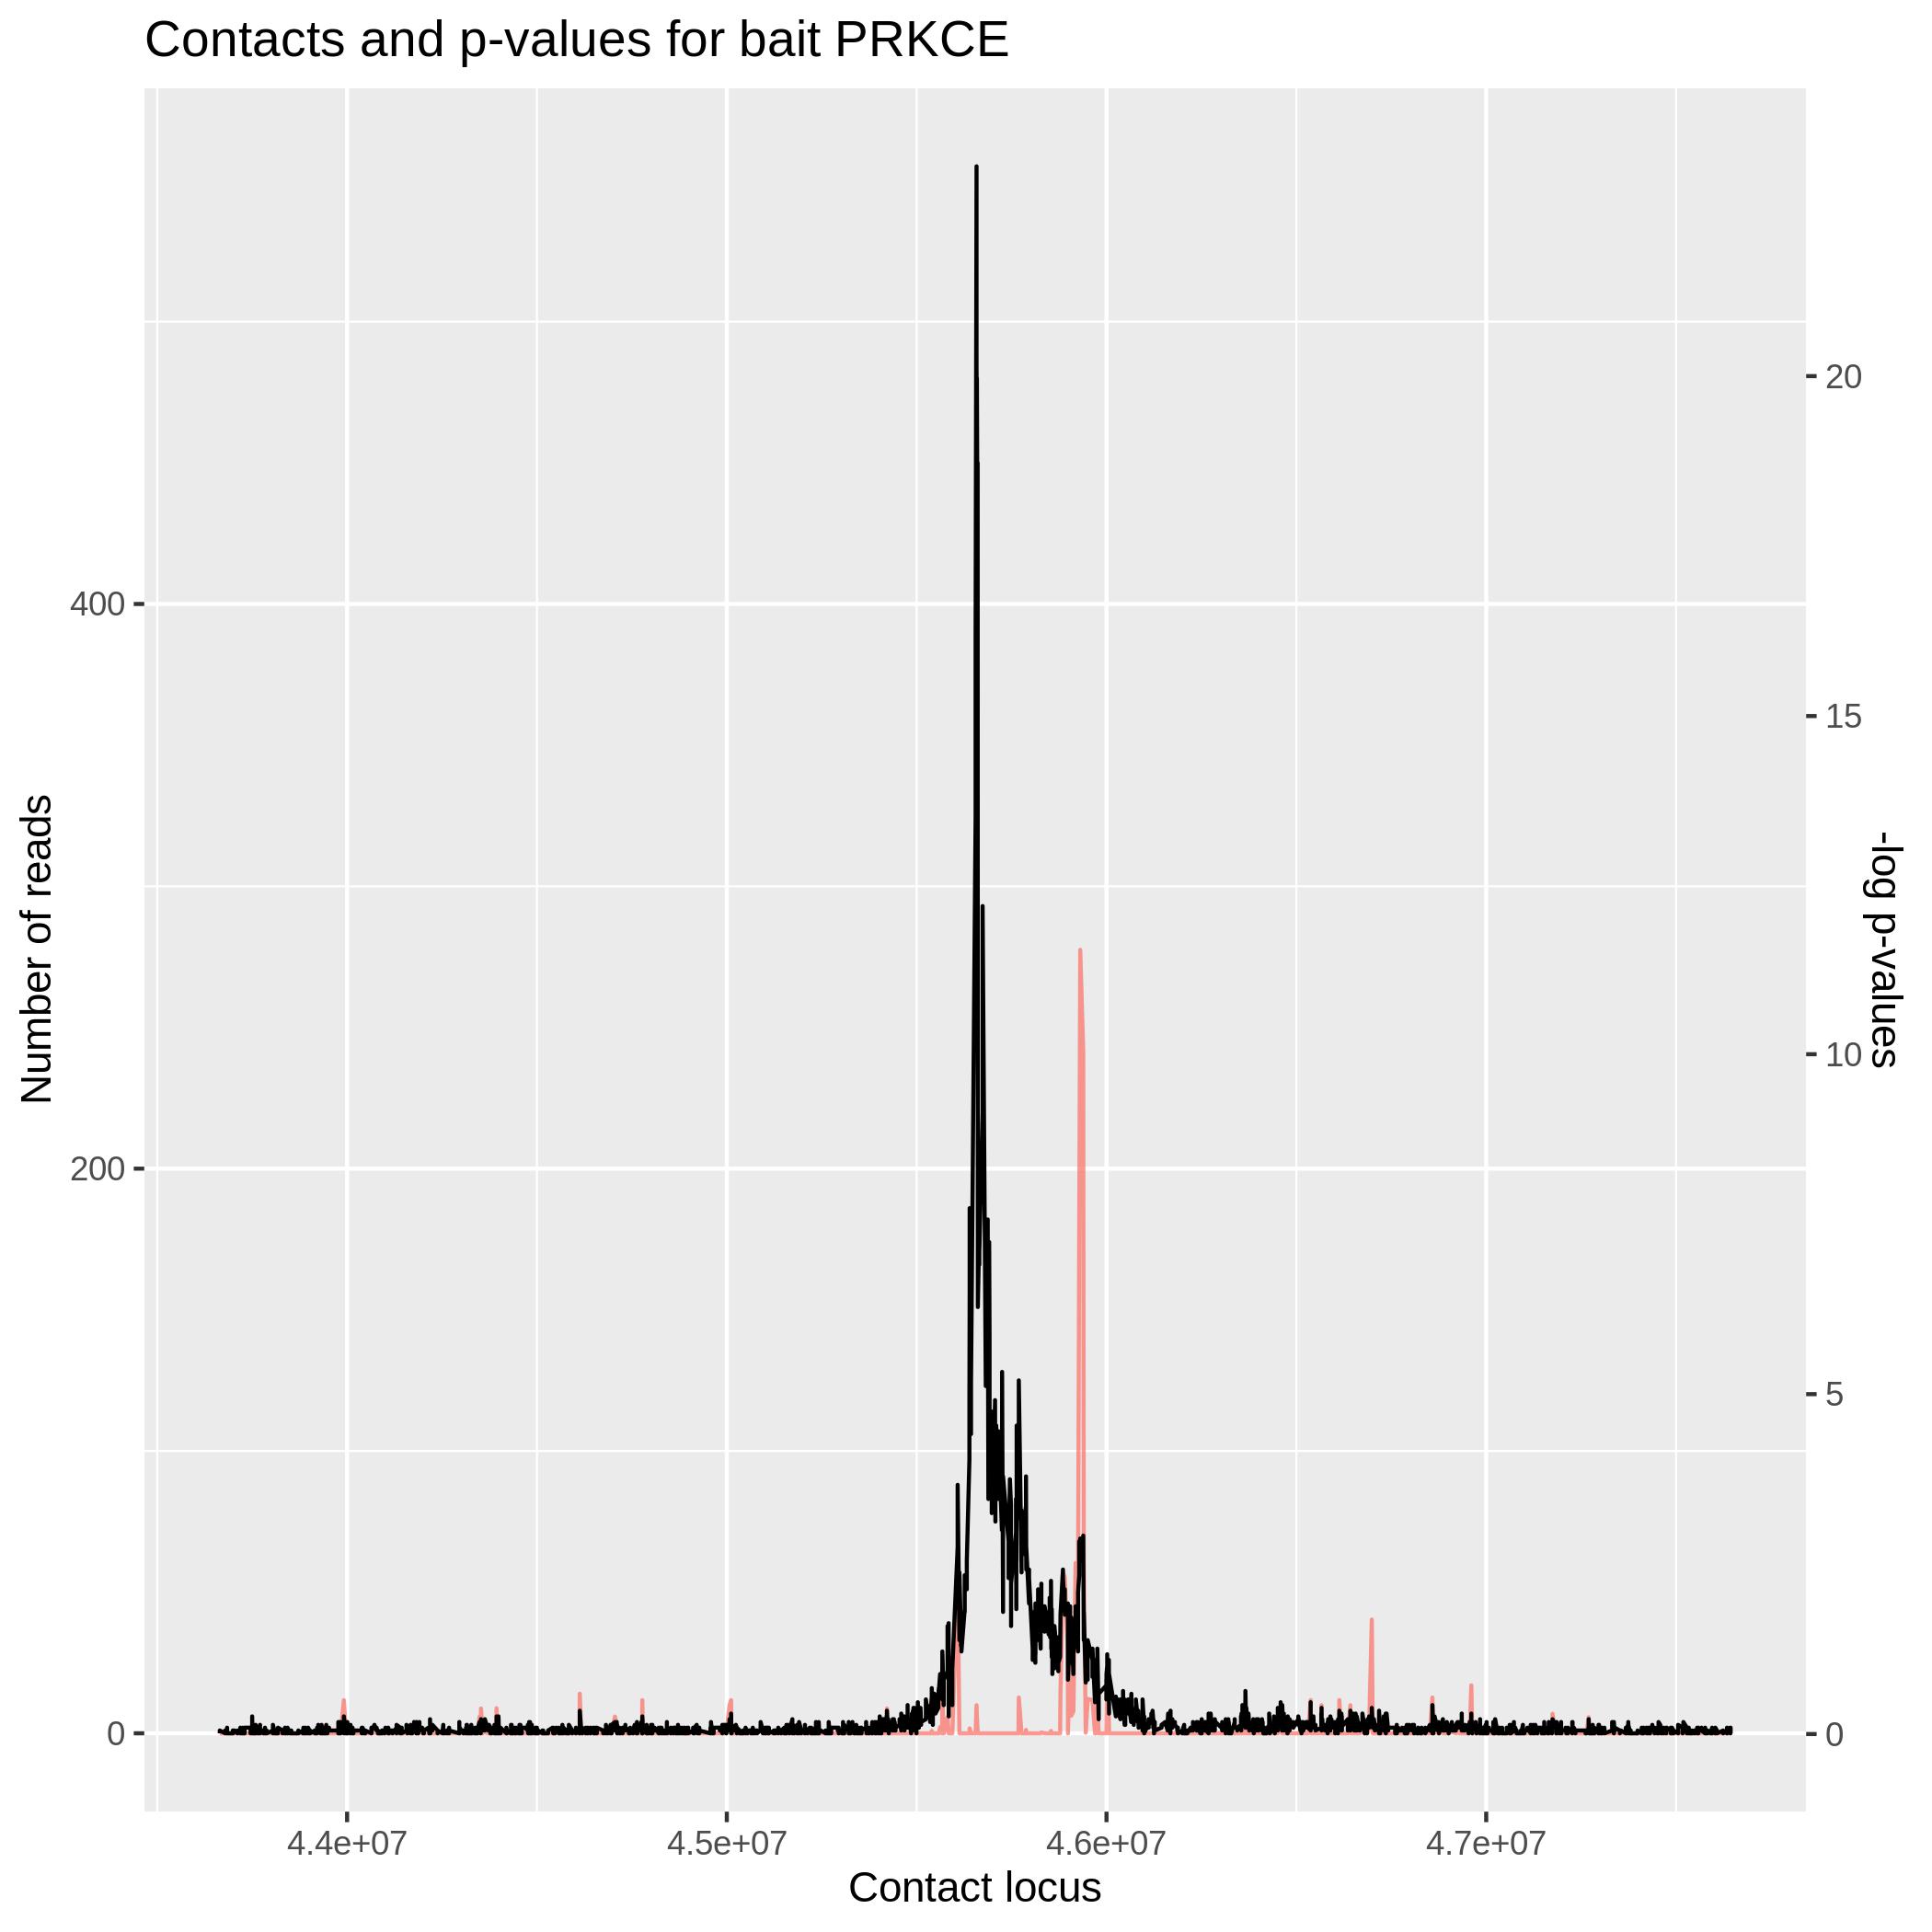 Contacts and p-values for bait PRKCE
Number of reads
400
200
0
20
15
10
5
0
-log p-values
4.4e+07
4.5e+07
4.6e+07
4.7e+07
Contact locus